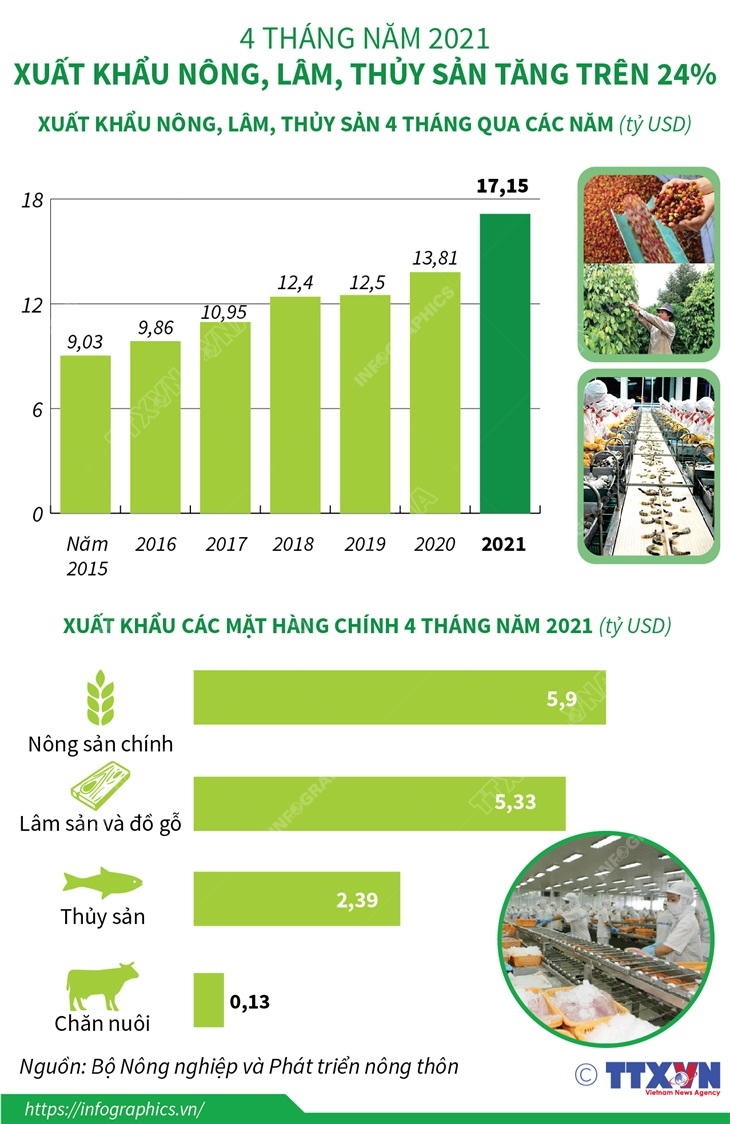 4 THÁNG NĂM 2021
XUẤT KHẨU NÔNG, LÂM, THỦY SẢN TĂNG TRÊN 24%
XUẤT KHẨU NÔNG, LÂM, THỦY SẢN 4 THÁNG QUA CÁC NĂM (tỷ USD)
18
12
6
0
9,03
9,86
10,95
12,4
12,5
13,81
17,15
Năm 2015
2016
2017
2018
2019
2020
2021
XUẤT KHẨU CÁC MẶT HÀNG CHÍNH 4 THÁNG NĂM 2021 (tỷ USD)
Nông sản chính
5,9
Lâm sản và đồ gỗ
5,33
Thủy sản
2,39
Chăn nuôi
0,13
Nguồn: Bộ Nông nghiệp và Phát triển nông thôn
© TTXVN
Vietnam News Agency
https://infographics.vn/